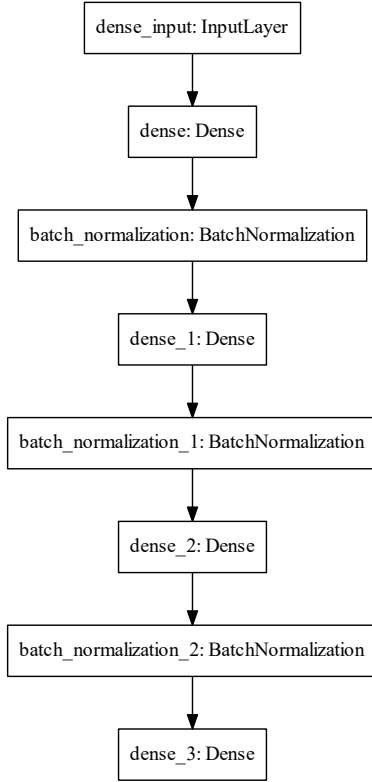 dense_input: InputLayer
dense: Dense
batch_normalization: BatchNormalization
dense_1: Dense
batch_normalization_1: BatchNormalization
dense_2: Dense
batch_normalization_2: BatchNormalization
dense_3: Dense